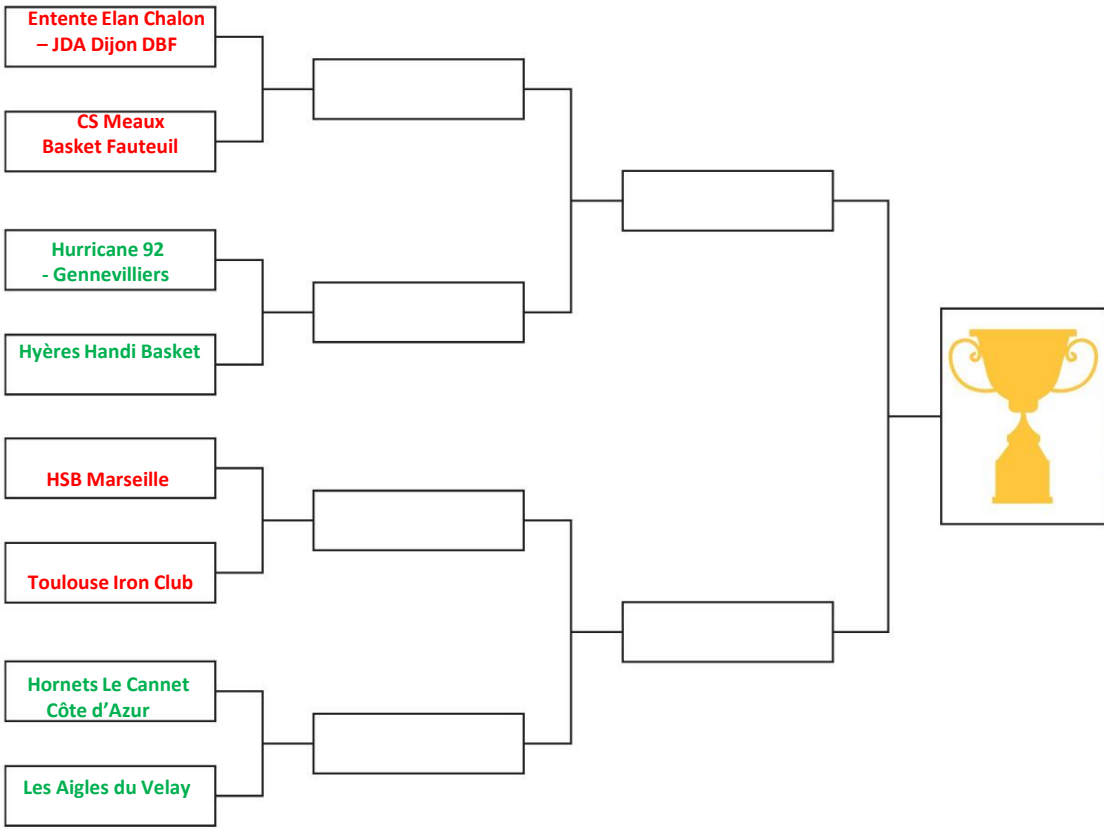 Entente Elan Chalon
– JDA Dijon DBF
CS Meaux
Basket Fauteuil
Hurricane 92
- Gennevilliers
Hyères Handi Basket
HSB Marseille
Toulouse Iron Club
Hornets Le Cannet
Côte d’Azur
Les Aigles du Velay